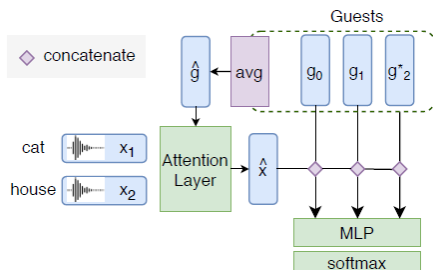 Guests
concatenate
ĝ
avg
g0
g1
g*2
cat
x1
house
x2
Attention
Layer
x̂
MLP
softmax